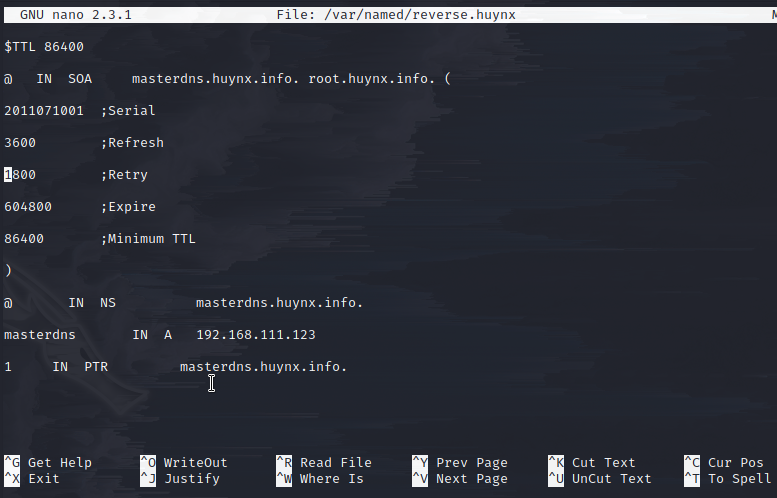 GNU nano 2.3.1 File: /var/named/reverse.huynx M
$TTL 86400
@ IN SOA masterdns.huynx.info. root.huynx.info. (
2011071001 ;Serial
3600 ;Refresh
1800 ;Retry
604800 ;Expire
86400 ;Minimum TTL
)
@ IN NS masterdns.huynx.info.
masterdns IN A 192.168.111.123
1 IN PTR masterdns.huynx.info.
^G Get Help ^O WriteOut ^R Read File ^Y Prev Page ^K Cut Text ^C Cur Pos
^X Exit ^J Justify ^W Where Is ^V Next Page ^U UnCut Text ^T To Spell